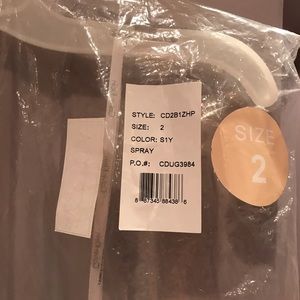 STYLE: CD2B1ZHP
SIZE: 2
COLOR: S1Y
SPRAY
P.O.#: CDUG3984
SIZE
2